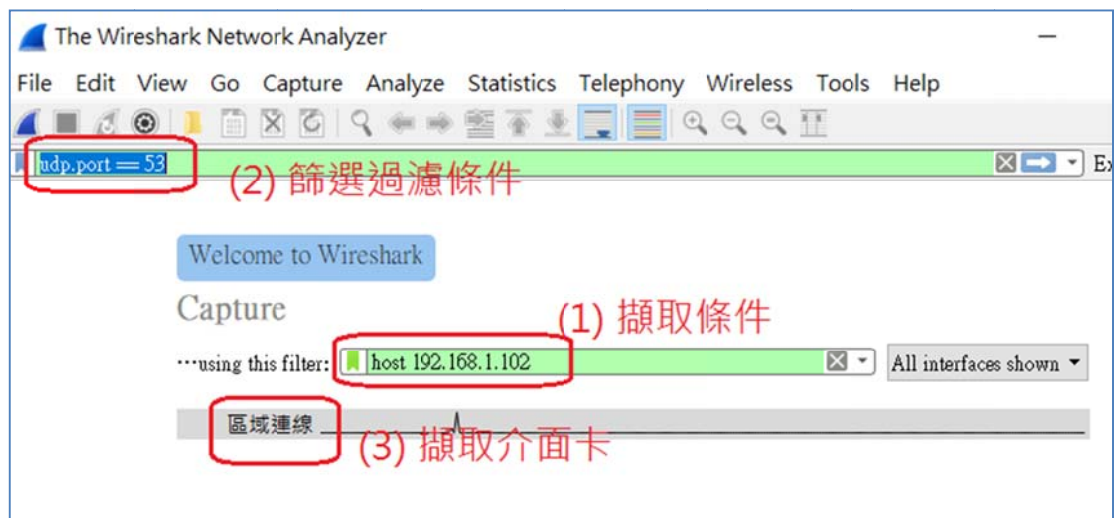 The Wireshark Network Analyzer
File Edit View Go Capture Analyze Statistics Telephony Wireless Tools Help
udp.port == 53
(2) 篩選過濾條件
Welcome to Wireshark
Capture
(1) 擷取條件
…using this filter: host 192.168.1.102 All interfaces shown
區域連線
(3) 擷取介面卡